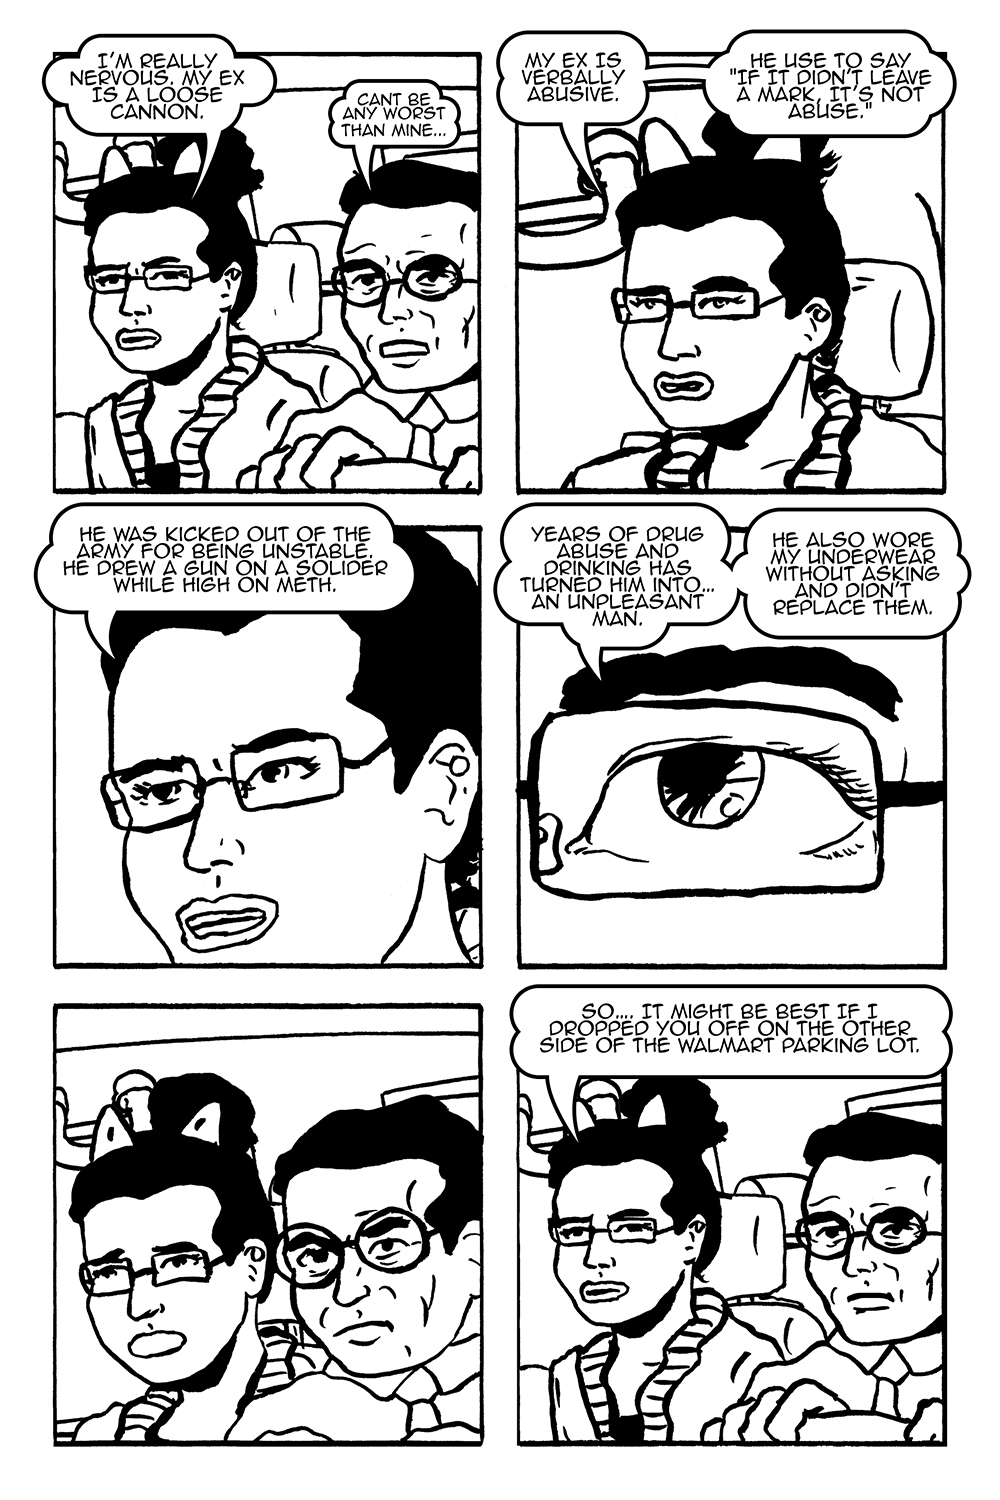 I'M REALLY
NERVOUS. MY EX
IS A LOOSE
CANNON.
CANT BE
ANY WORST
THAN MINE...
MY EX IS
VERBALLY
ABUSIVE.
HE USE TO SAY
"IF IT DIDN'T LEAVE
A MARK, IT'S NOT
ABUSE."
HE WAS KICKED OUT OF THE
ARMY FOR BEING UNSTABLE.
HE DREW A GUN ON A SOLIDER
WHILE HIGH ON METH.
YEARS OF DRUG
ABUSE AND
DRINKING HAS
TURNED HIM INTO...
AN UNPLEASANT
MAN.
HE ALSO WORE
MY UNDERWEAR
WITHOUT ASKING
AND DIDN'T
REPLACE THEM.
SO.... IT MIGHT BE BEST IF I
DROPPED YOU OFF ON THE OTHER
SIDE OF THE WALMART PARKING LOT.